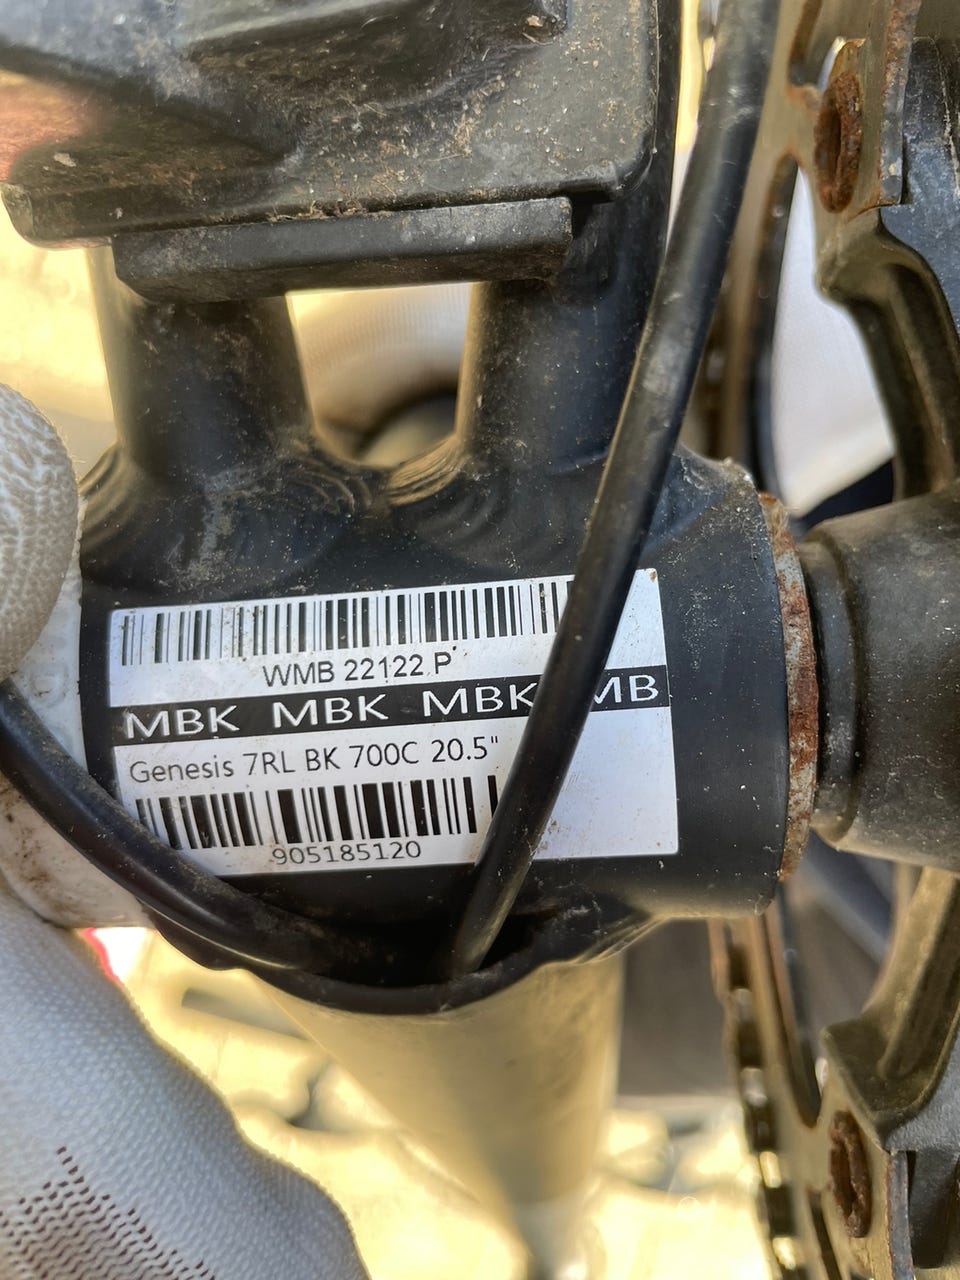 WMB 22122 P
MBK MBK MBK MB
Genesis 7RL BK 700C 20.5"
905185120